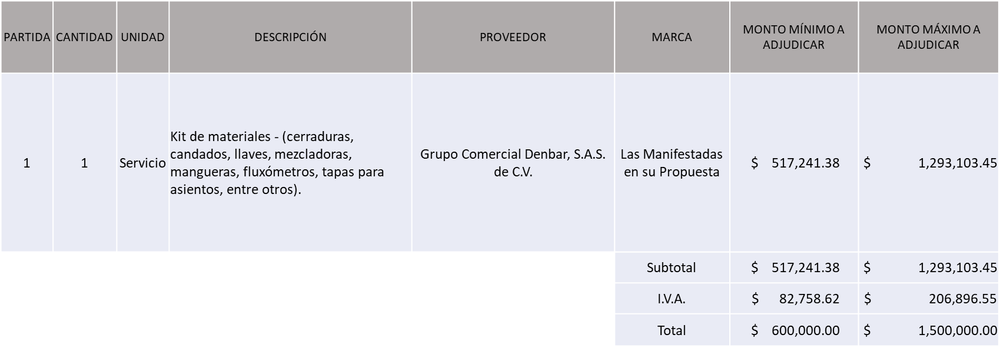 PARTIDA CANTIDAD UNIDAD DESCRIPCIÓN PROVEEDOR MARCA MONTO MÍNIMO A ADJUDICAR MONTO MÁXIMO A ADJUDICAR
1 1 Servicio
Kit de materiales - (cerraduras,
candados, llaves, mezcladoras,
mangueras, fluxómetros, tapas para
asientos, entre otros).
Grupo Comercial Denbar, S.A.S.
de C.V.
Las Manifestadas
en su Propuesta
$ 517,241.38 $ 1,293,103.45
Subtotal $ 517,241.38 $ 1,293,103.45
I.V.A. $ 82,758.62 $ 206,896.55
Total $ 600,000.00 $ 1,500,000.00